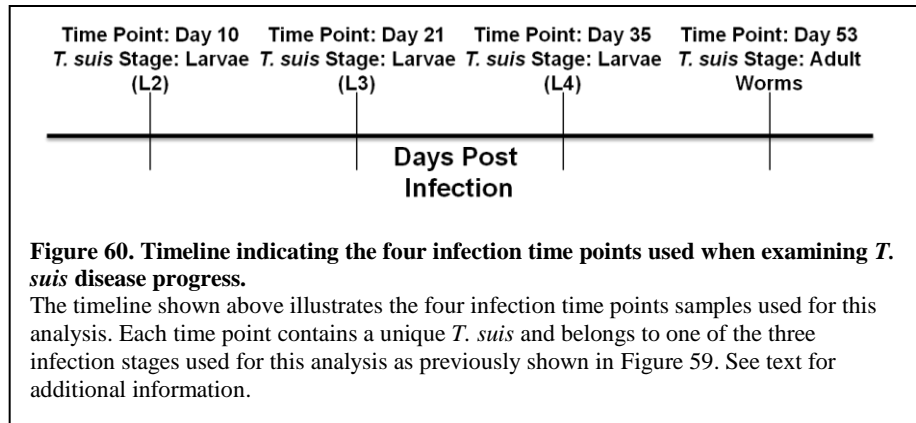 Time Point: Day 10 Time Point: Day 21 Time Point: Day 35 Time Point: Day 53
T. suis Stage: Larvae T. suis Stage: Larvae T. suis Stage: Larvae T. suis Stage: Adult
(L2) (L3) (L4) Worms
Days Post
Infection
Figure 60. Timeline indicating the four infection time points used when examining T.
suis disease progress.
The timeline shown above illustrates the four infection time points samples used for this
analysis. Each time point contains a unique T. suis and belongs to one of the three
infection stages used for this analysis as previously shown in Figure 59. See text for
additional information.